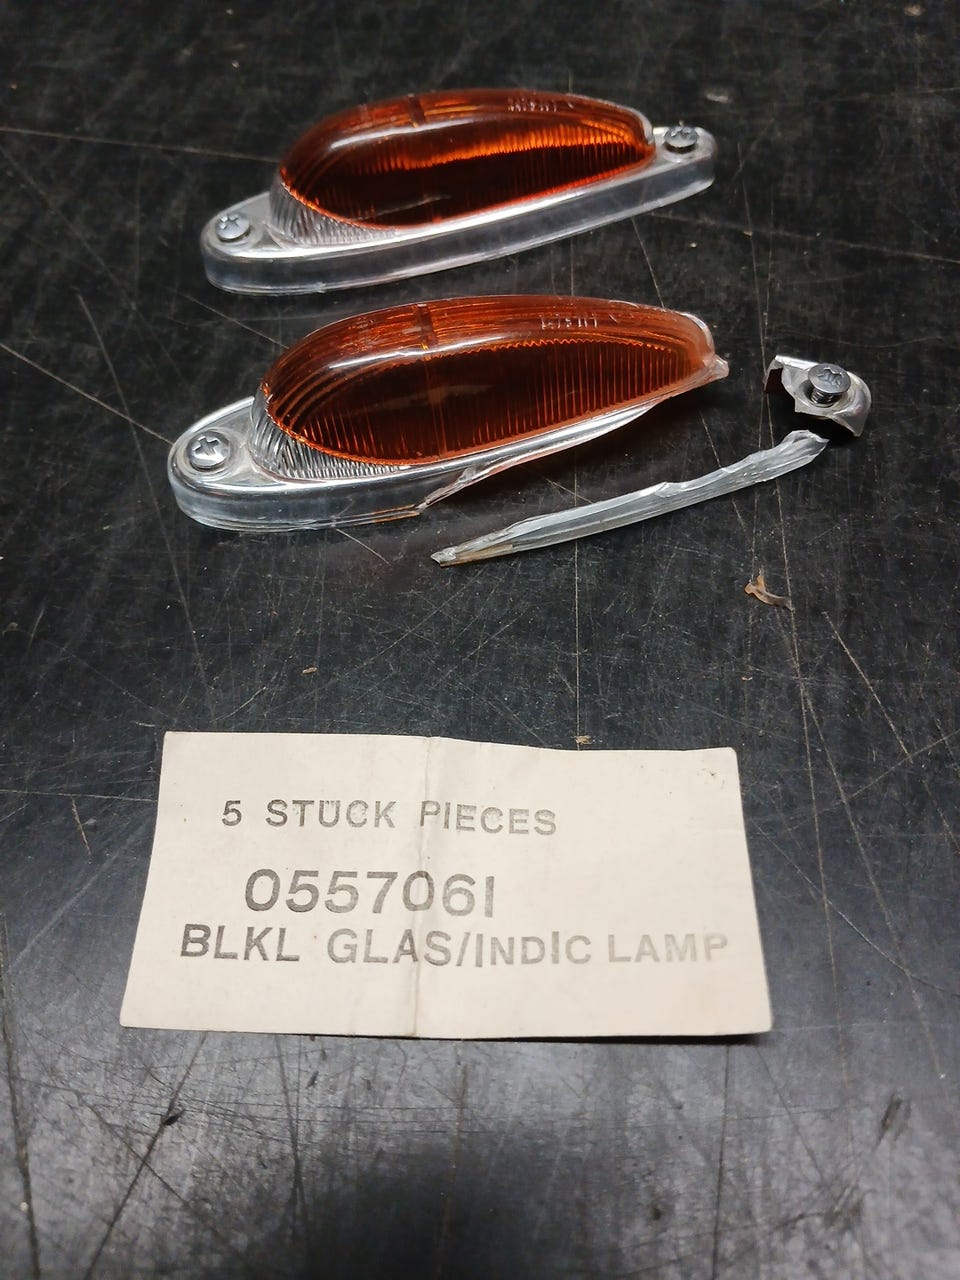 5 STÜCK PIECES
0557061
BLKL GLAS/INDIC LAMP